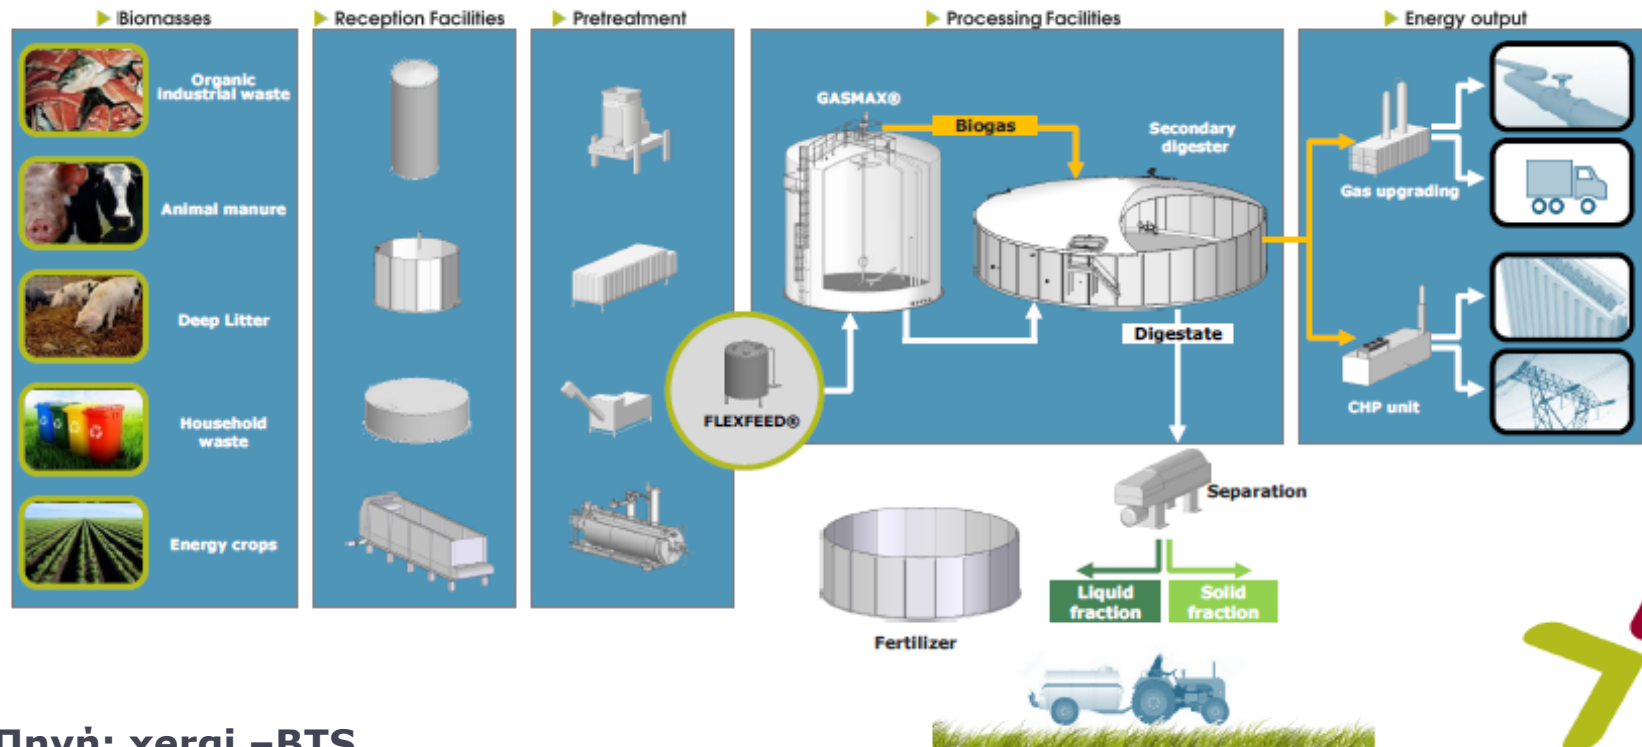 Biomasses
Reception Facilities
Pretreatment
Processing Facilities
Energy output
Organic
industrial waste
Animal manure
Deep Litter
Household
waste
Energy crops
FLEXFEED®
GASMAX®
Biogas
Secondary
digester
Digestate
Gas upgrading
CHP unit
Separation
Liquid
fraction
Solid
fraction
Fertilizer
Πηγή: xergi –BTS